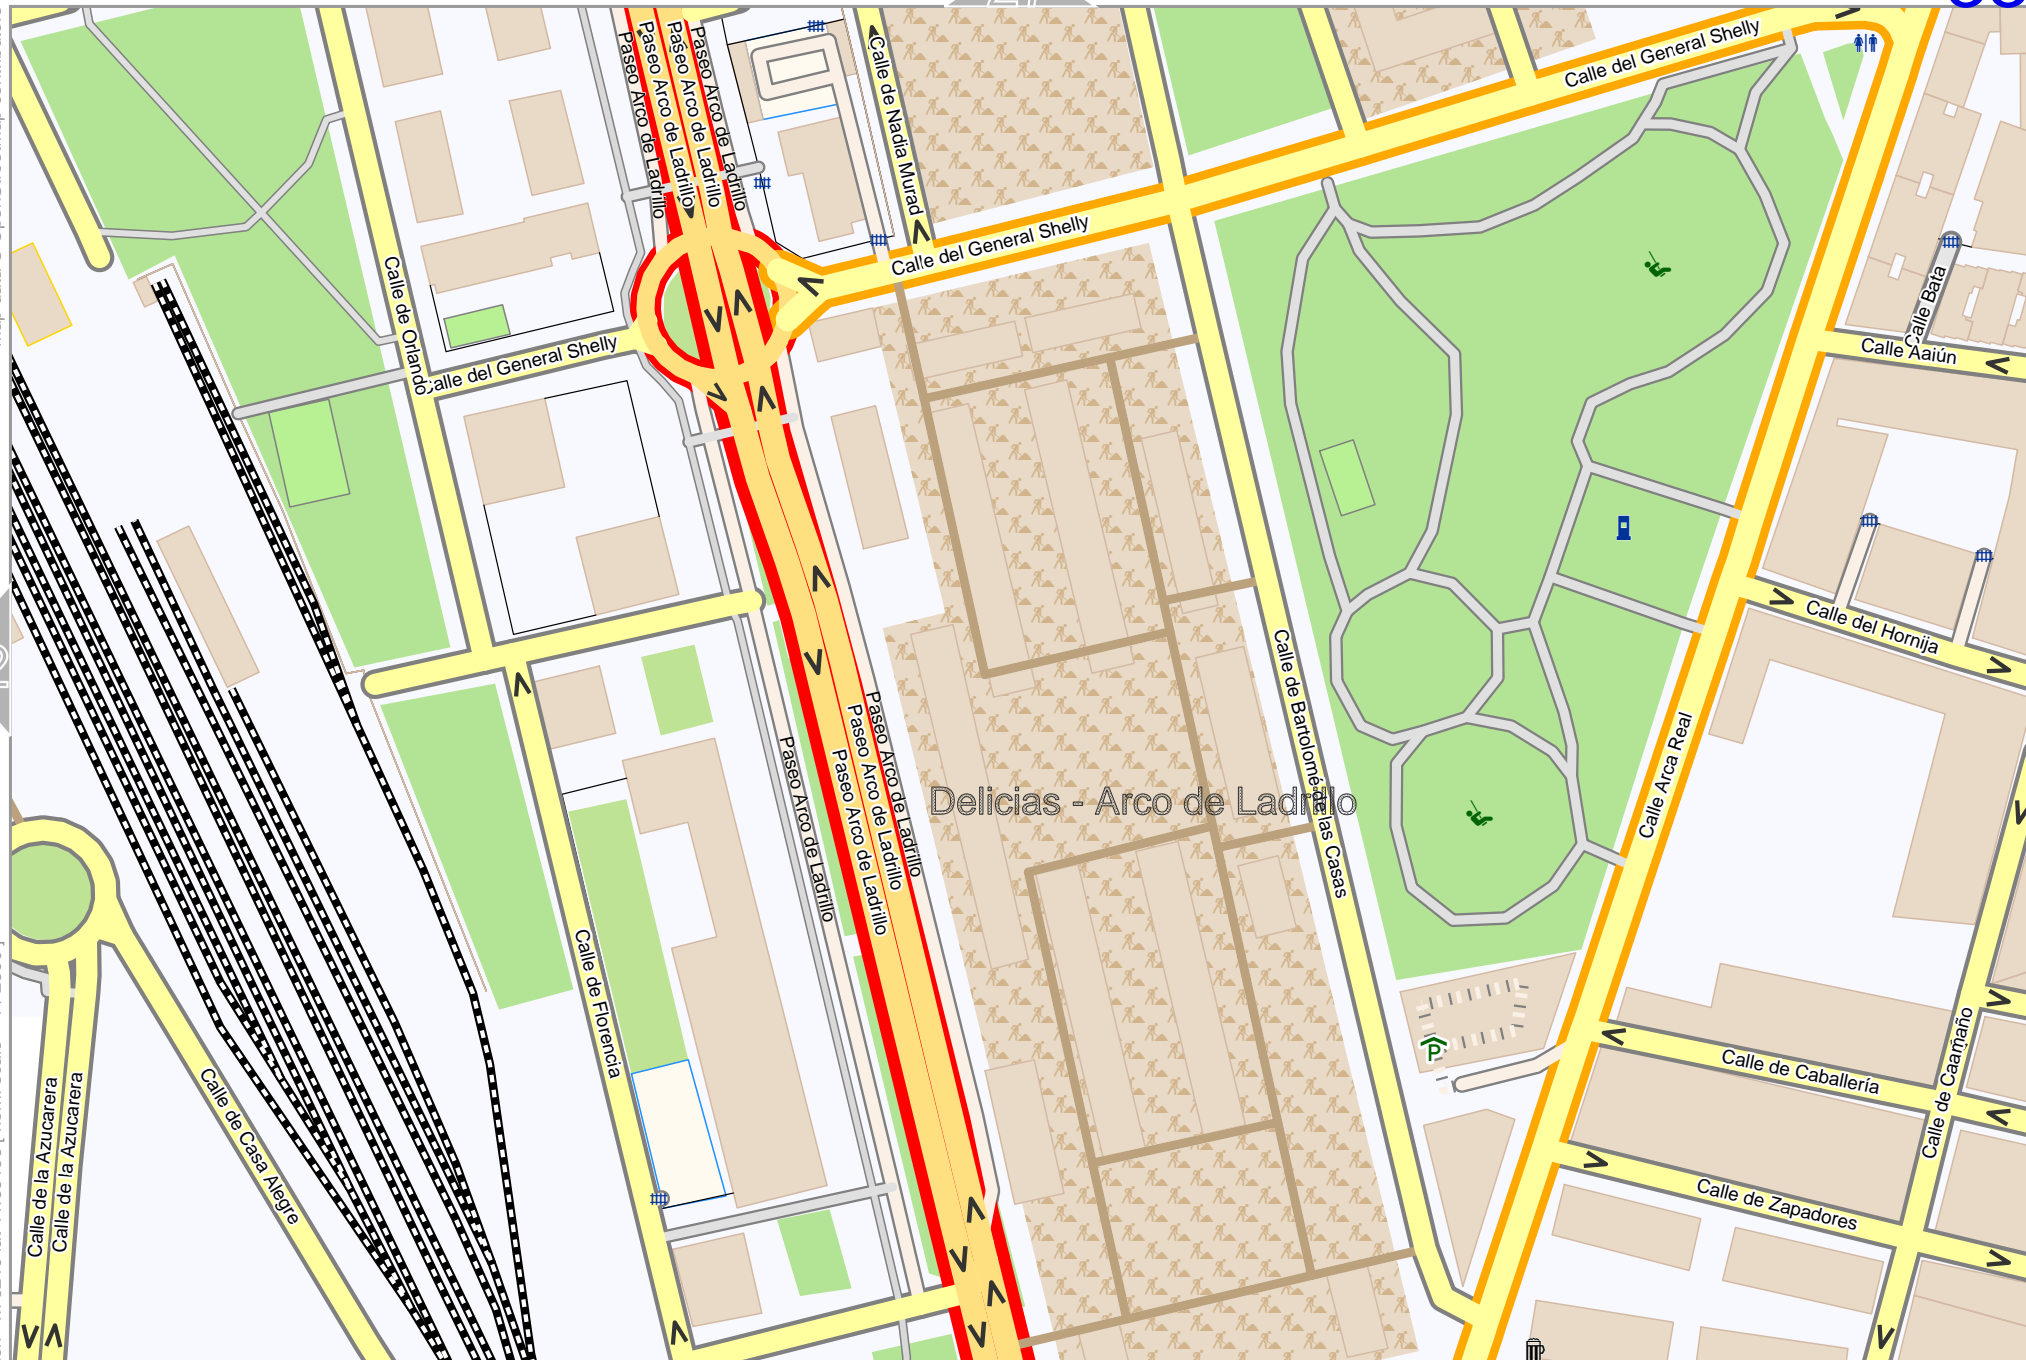 Paseo Arco de Ladrillo
Paseo Arco de Ladrillo
Paseo Arco de Ladrillo
Paseo Arco de Ladrillo
Calle de Nadia Murad
Calle del General Shelly
Calle del General Shelly
Calle de Orlando
Calle del General Shelly
Calle Bata
Calle Aaiún
Calle del Hornija
Calle de Bartolomé de las Casas
Calle Arca Real
Paseo Arco de Ladrillo
Paseo Arco de Ladrillo
Paseo Arco de Ladrillo
Paseo Arco de Ladrillo
Delicias - Arco de Ladrillo
Calle de Florencia
Calle de Casa Alegre
Calle de la Azucarera
Calle de la Azucarera
P
Calle de Caballería
Calle de Caamaño
Calle de Zapadores